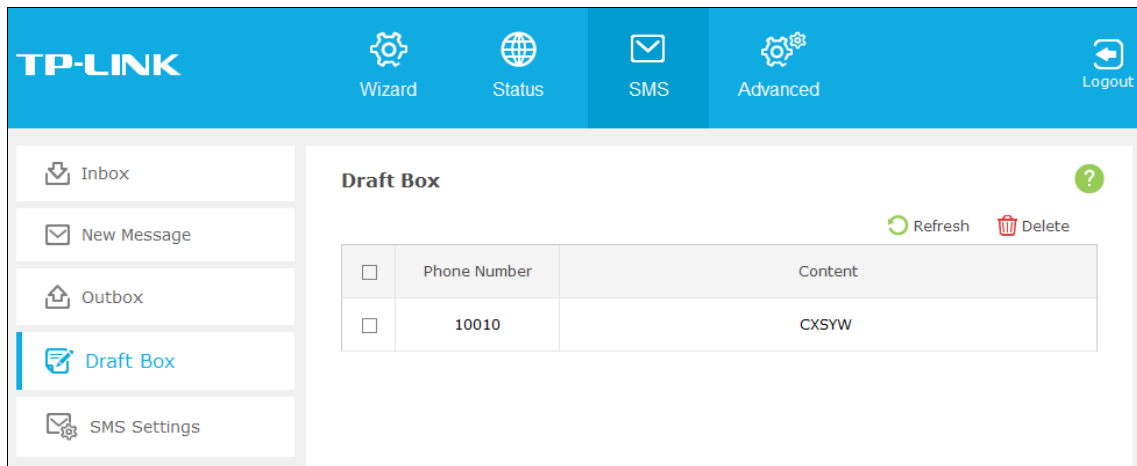 TP-LINK
Wizard
Status
SMS
Advanced
Logout
Inbox
New Message
Outbox
Draft Box
SMS Settings
Draft Box
?
Refresh
Delete
Phone Number Content
10010 CXSYW